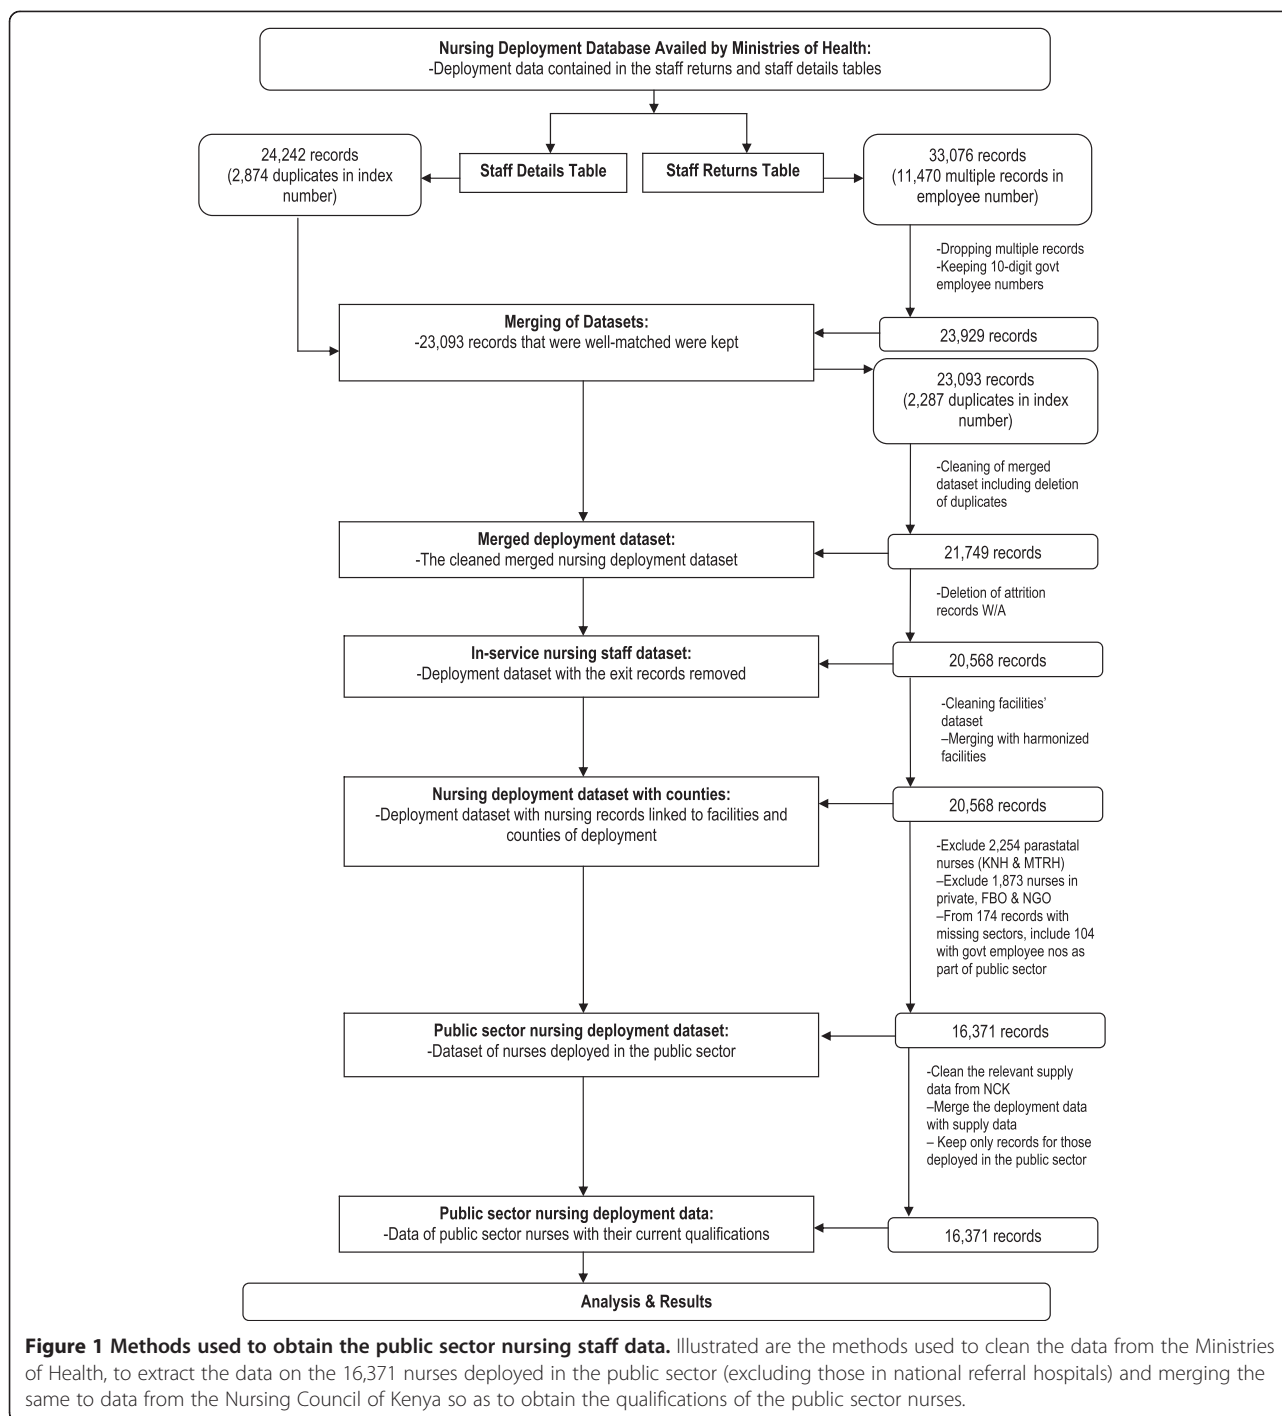 Nursing Deployment Database Availed by Ministries of Health:
-Deployment data contained in the staff returns and staff details tables
24,242 records
(2,874 duplicates in index
number)
Staff Details Table
Staff Returns Table
33,076 records
(11,470 multiple records in
employee number)
-Dropping multiple records
-Keeping 10-digit govt
employee numbers
Merging of Datasets:
-23,093 records that were well-matched were kept
23,929 records
23,093 records
(2,287 duplicates in index
number)
-Cleaning of merged
dataset including deletion
of duplicates
Merged deployment dataset:
-The cleaned merged nursing deployment dataset
21,749 records
-Deletion of attrition
records W/A
In-service nursing staff dataset:
-Deployment dataset with the exit records removed
20,568 records
-Cleaning facilities'
dataset
–Merging with harmonized
facilities
Nursing deployment dataset with counties:
-Deployment dataset with nursing records linked to facilities and
counties of deployment
20,568 records
-Exclude 2,254 parastatal
nurses (KNH & MTRH)
–Exclude 1,873 nurses in
private, FBO & NGO
–From 174 records with
missing sectors, include 104
with govt employee nos as
part of public sector
Public sector nursing deployment dataset:
-Dataset of nurses deployed in the public sector
16,371 records
-Clean the relevant supply
data from NCK
–Merge the deployment data
with supply data
– Keep only records for those
deployed in the public sector
Public sector nursing deployment data:
-Data of public sector nurses with their current qualifications
16,371 records
Analysis & Results
Figure 1 Methods used to obtain the public sector nursing staff data. Illustrated are the methods used to clean the data from the Ministries
of Health, to extract the data on the 16,371 nurses deployed in the public sector (excluding those in national referral hospitals) and merging the
same to data from the Nursing Council of Kenya so as to obtain the qualifications of the public sector nurses.